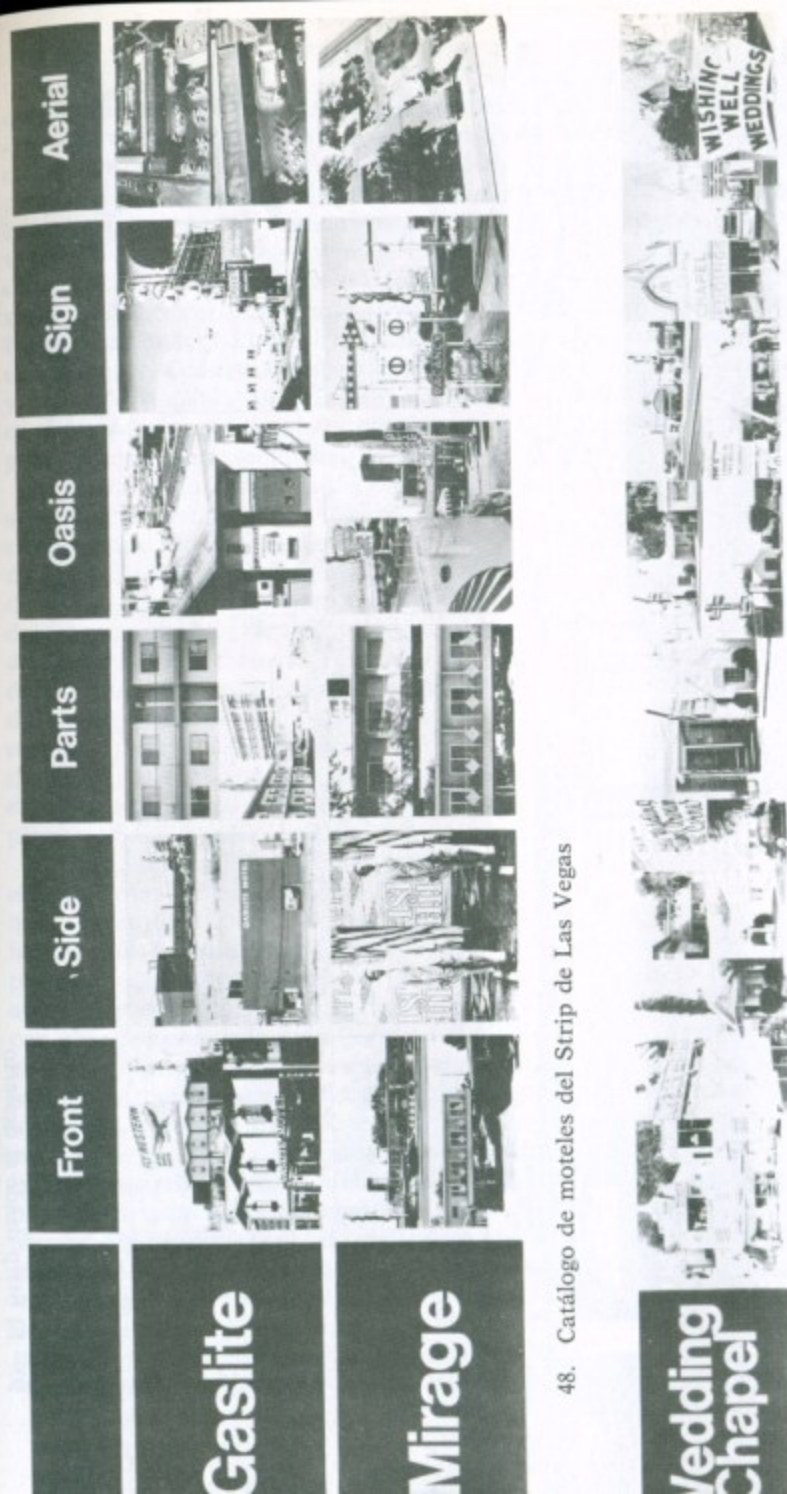 Front
Side
Parts
Oasis
Sign
Aerial
Gaslite
Mirage
48. Catálogo de moteles del Strip de Las Vegas
Wedding
Chapel
WISHING
WELL
WEDDINGS